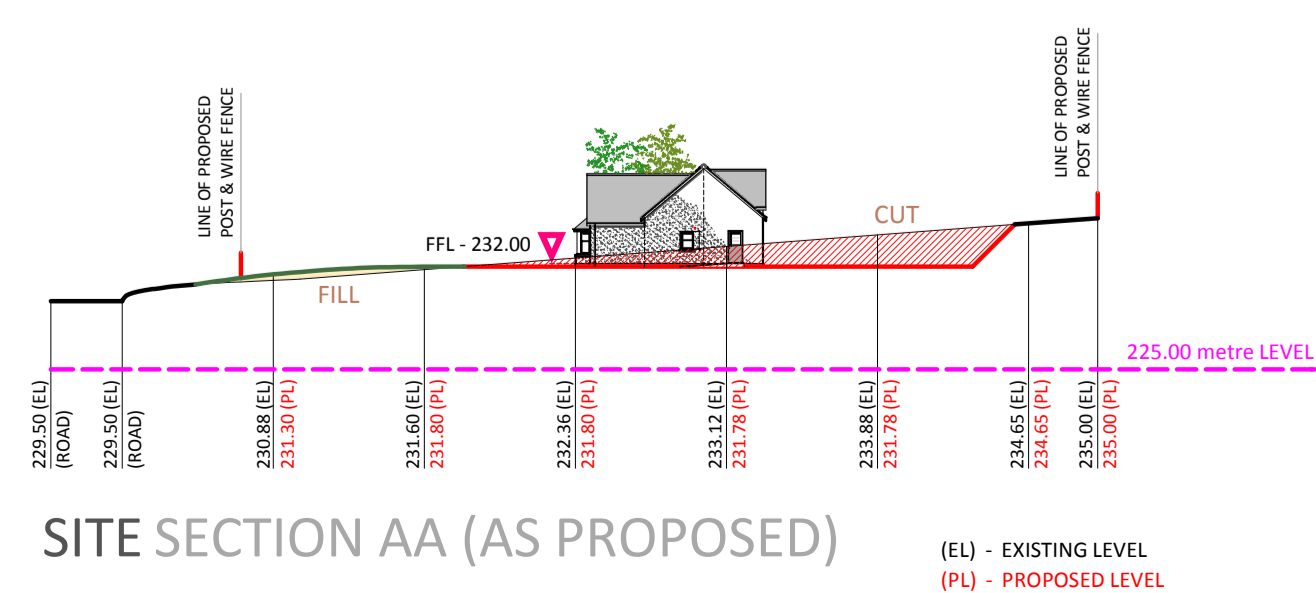 LINE OF PROPOSED
POST & WIRE FENCE
LINE OF PROPOSED
POST & WIRE FENCE
FFL - 232.00
CUT
FILL
225.00 metre LEVEL
229.50 (EL)
(ROAD)
229.50 (EL)
(ROAD)
230.88 (EL)
231.30 (PL)
231.60 (EL)
231.80 (PL)
232.36 (EL)
231.80 (PL)
233.12 (EL)
231.78 (PL)
233.88 (EL)
231.78 (PL)
234.65 (EL)
234.65 (PL)
235.00 (EL)
235.00 (PL)
SITE SECTION AA (AS PROPOSED)
(EL) - EXISTING LEVEL
(PL) - PROPOSED LEVEL